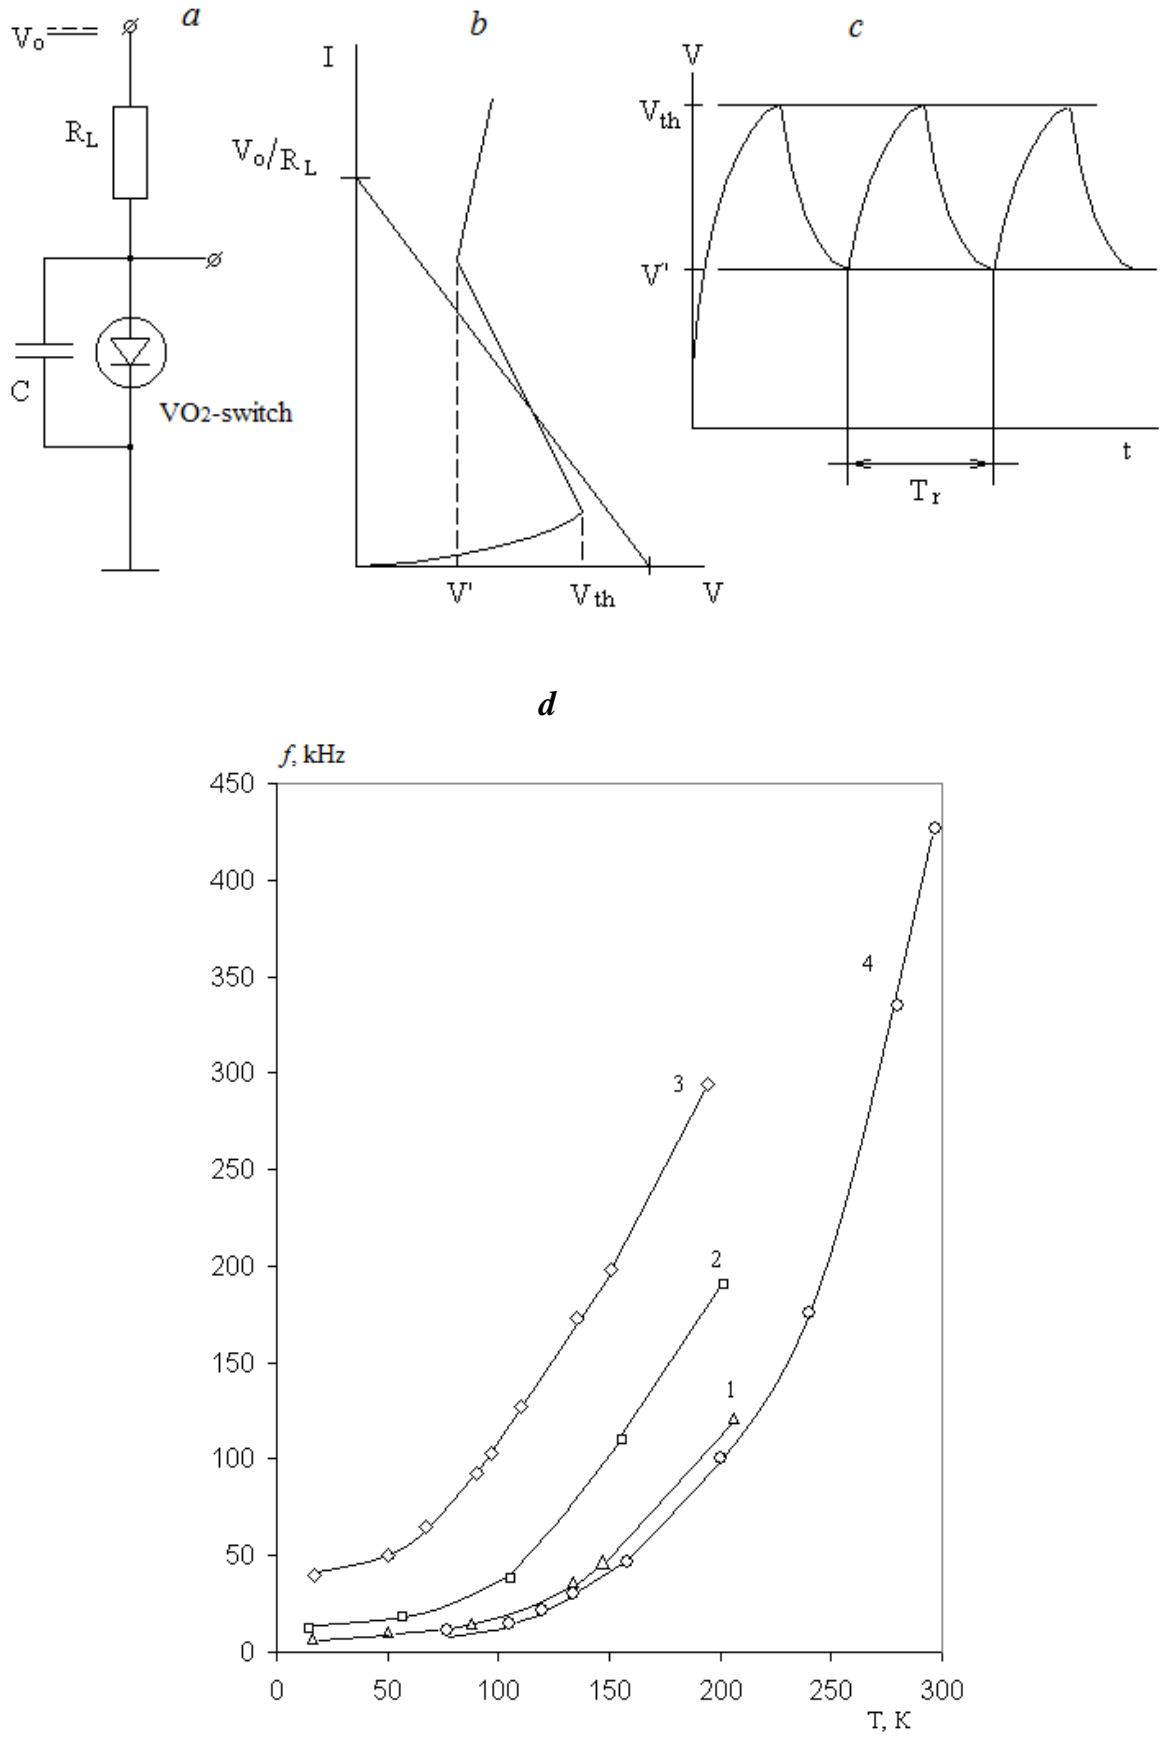 a
V₀
R_L
C
VO2-switch
b
I
V₀/R_L
V'
V_th
V
c
V
V_th
V'
t
T_r
d
f, kHz
450
400
350
300
250
200
150
100
50
0
4
3
2
1
0 50 100 150 200 250 300
T, K